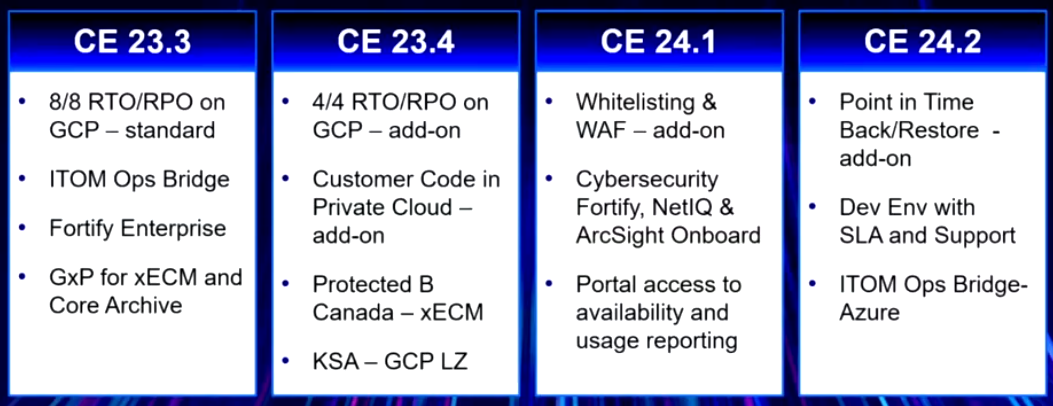 CE 23.3
• 8/8 RTO/RPO on
GCP – standard
• ITOM Ops Bridge
• Fortify Enterprise
• GxP for xECM and
Core Archive
CE 23.4
• 4/4 RTO/RPO on
GCP – add-on
• Customer Code in
Private Cloud –
add-on
• Protected B
Canada – xECM
• KSA – GCP LZ
CE 24.1
• Whitelisting &
WAF – add-on
• Cybersecurity
Fortify, NetIQ &
ArcSight Onboard
• Portal access to
availability and
usage reporting
CE 24.2
• Point in Time
Back/Restore -
add-on
• Dev Env with
SLA and Support
• ITOM Ops Bridge-
Azure